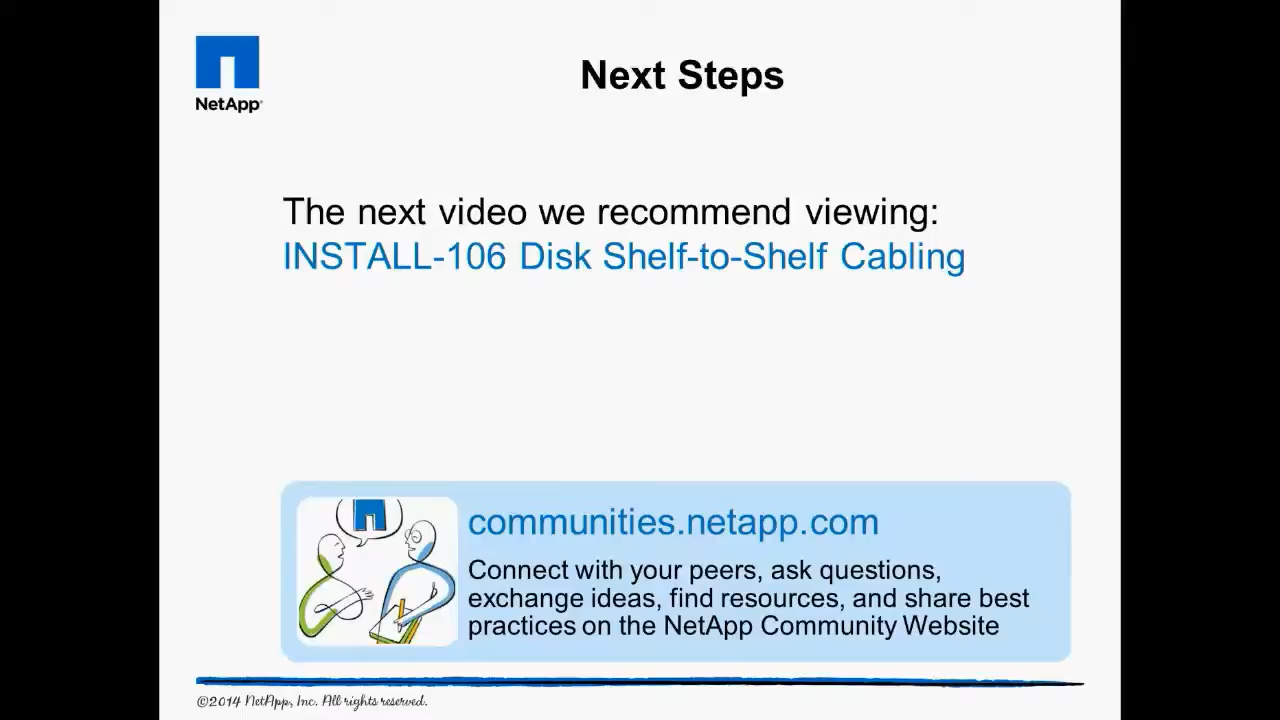 NetApp®
Next Steps
The next video we recommend viewing:
INSTALL-106 Disk Shelf-to-Shelf Cabling
communities.netapp.com
Connect with your peers, ask questions,
exchange ideas, find resources, and share best
practices on the NetApp Community Website
©2014 NetApp, Inc. All rights reserved.